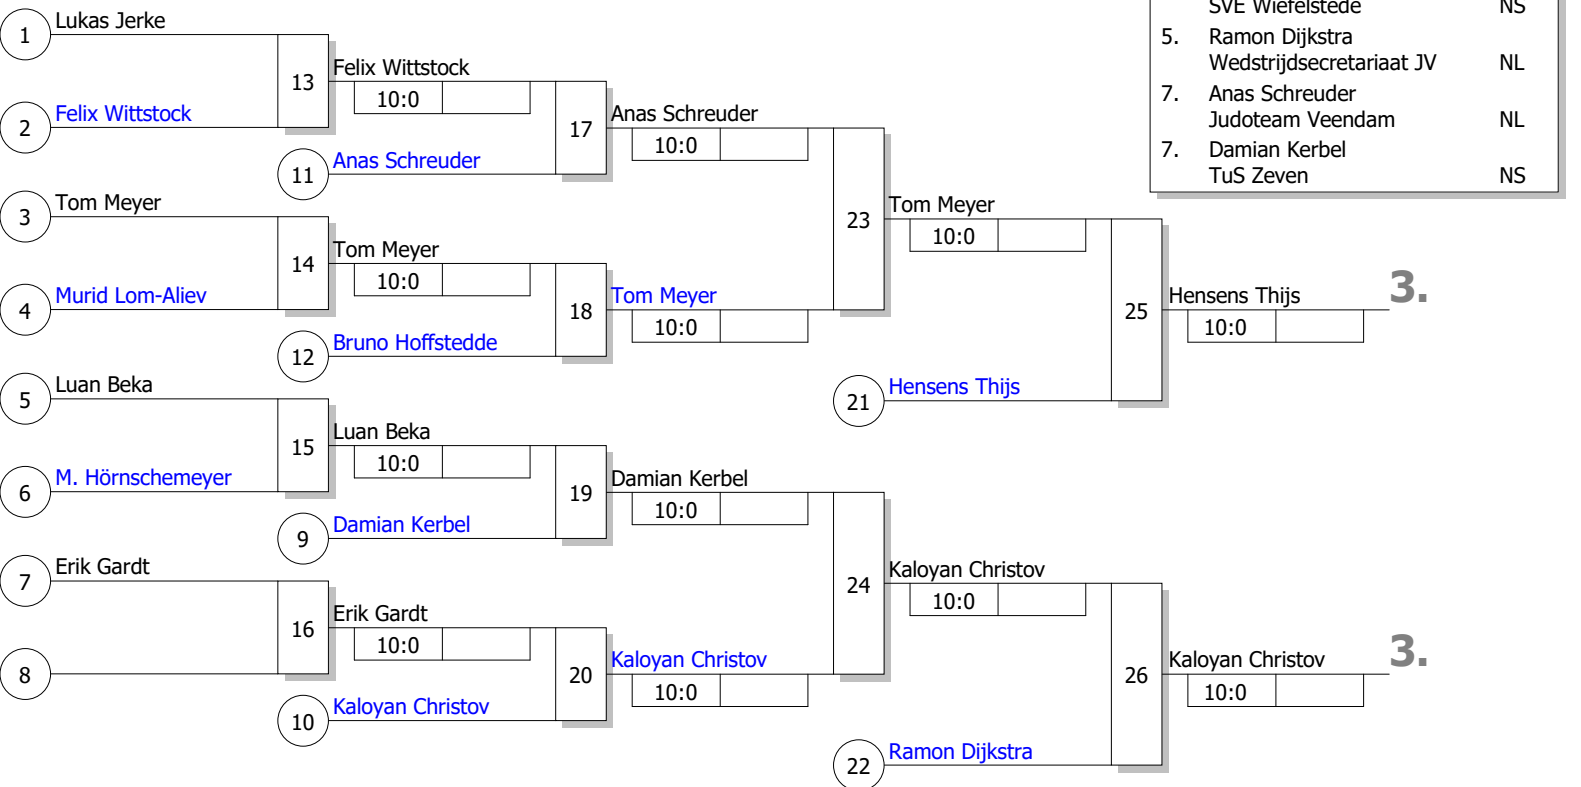 SVE Wiefelstede NS
5. Ramon Dijkstra
Wedstrijdsecretariaat JV NL
7. Anas Schreuder
Judoteam Veendam NL
7. Damian Kerbel
TuS Zeven NS
1 Lukas Jerke
13 Felix Wittstock
10:0
2 Felix Wittstock
17 Anas Schreuder
10:0
11 Anas Schreuder
3 Tom Meyer
23 Tom Meyer
10:0
14 Tom Meyer
10:0
4 Murid Lom-Aliev
18 Tom Meyer
10:0
25 Hensens Thijs 3.
10:0
12 Bruno Hoffstedde
5 Luan Beka
21 Hensens Thijs
15 Luan Beka
10:0
6 M. Hörnschemeyer
19 Damian Kerbel
10:0
9 Damian Kerbel
7 Erik Gardt
24 Kaloyan Christov
10:0
16 Erik Gardt
10:0
8
20 Kaloyan Christov
10:0
26 Kaloyan Christov 3.
10:0
10 Kaloyan Christov
22 Ramon Dijkstra